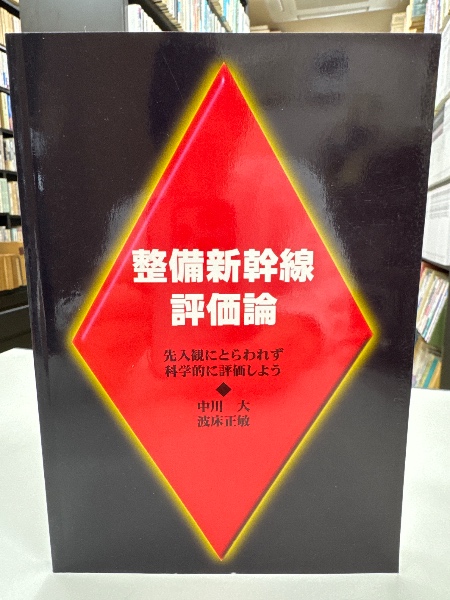 整備新幹線
評価論
先入観にとらわれず
科学的に評価しよう
◆
中川　大
波床正敏